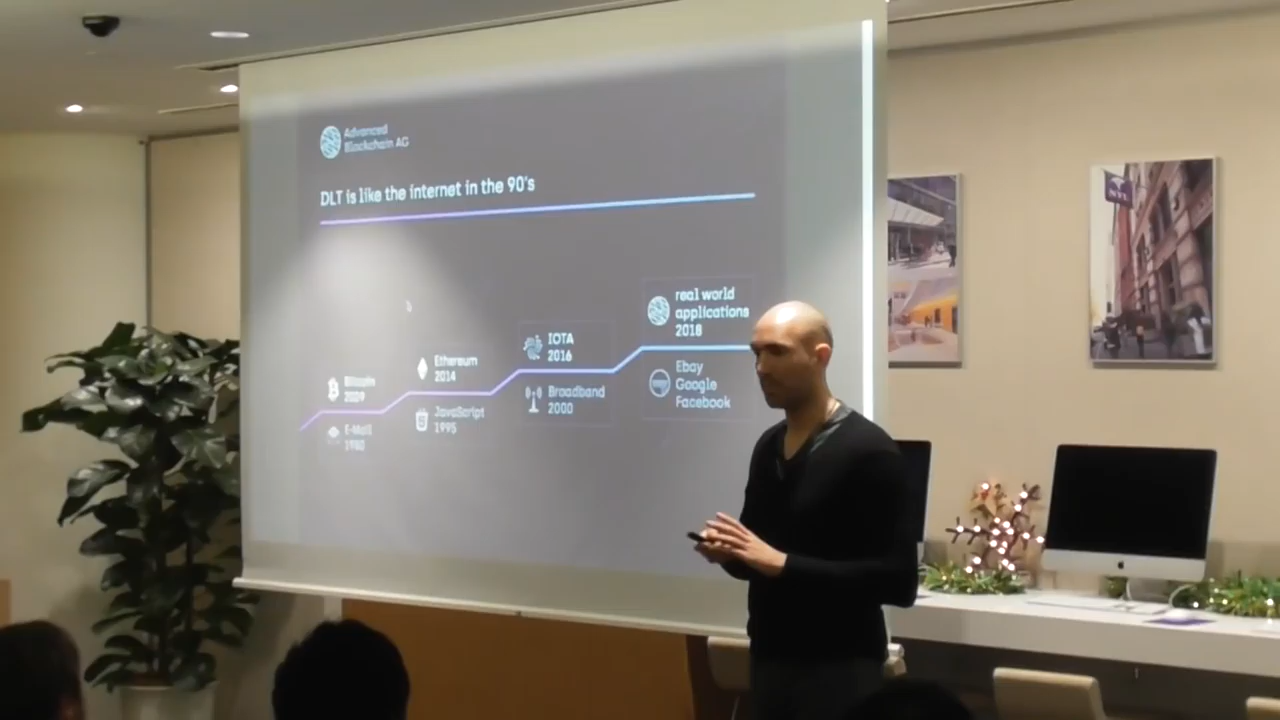 Advanced
Blockchain AG
DLT is like the internet in the 90's
Bitcoin
2009
E-Mail
1980
Ethereum
2014
JavaScript
1995
IOTA
2016
Broadband
2000
real world
applications
2018
Ebay
Google
Facebook